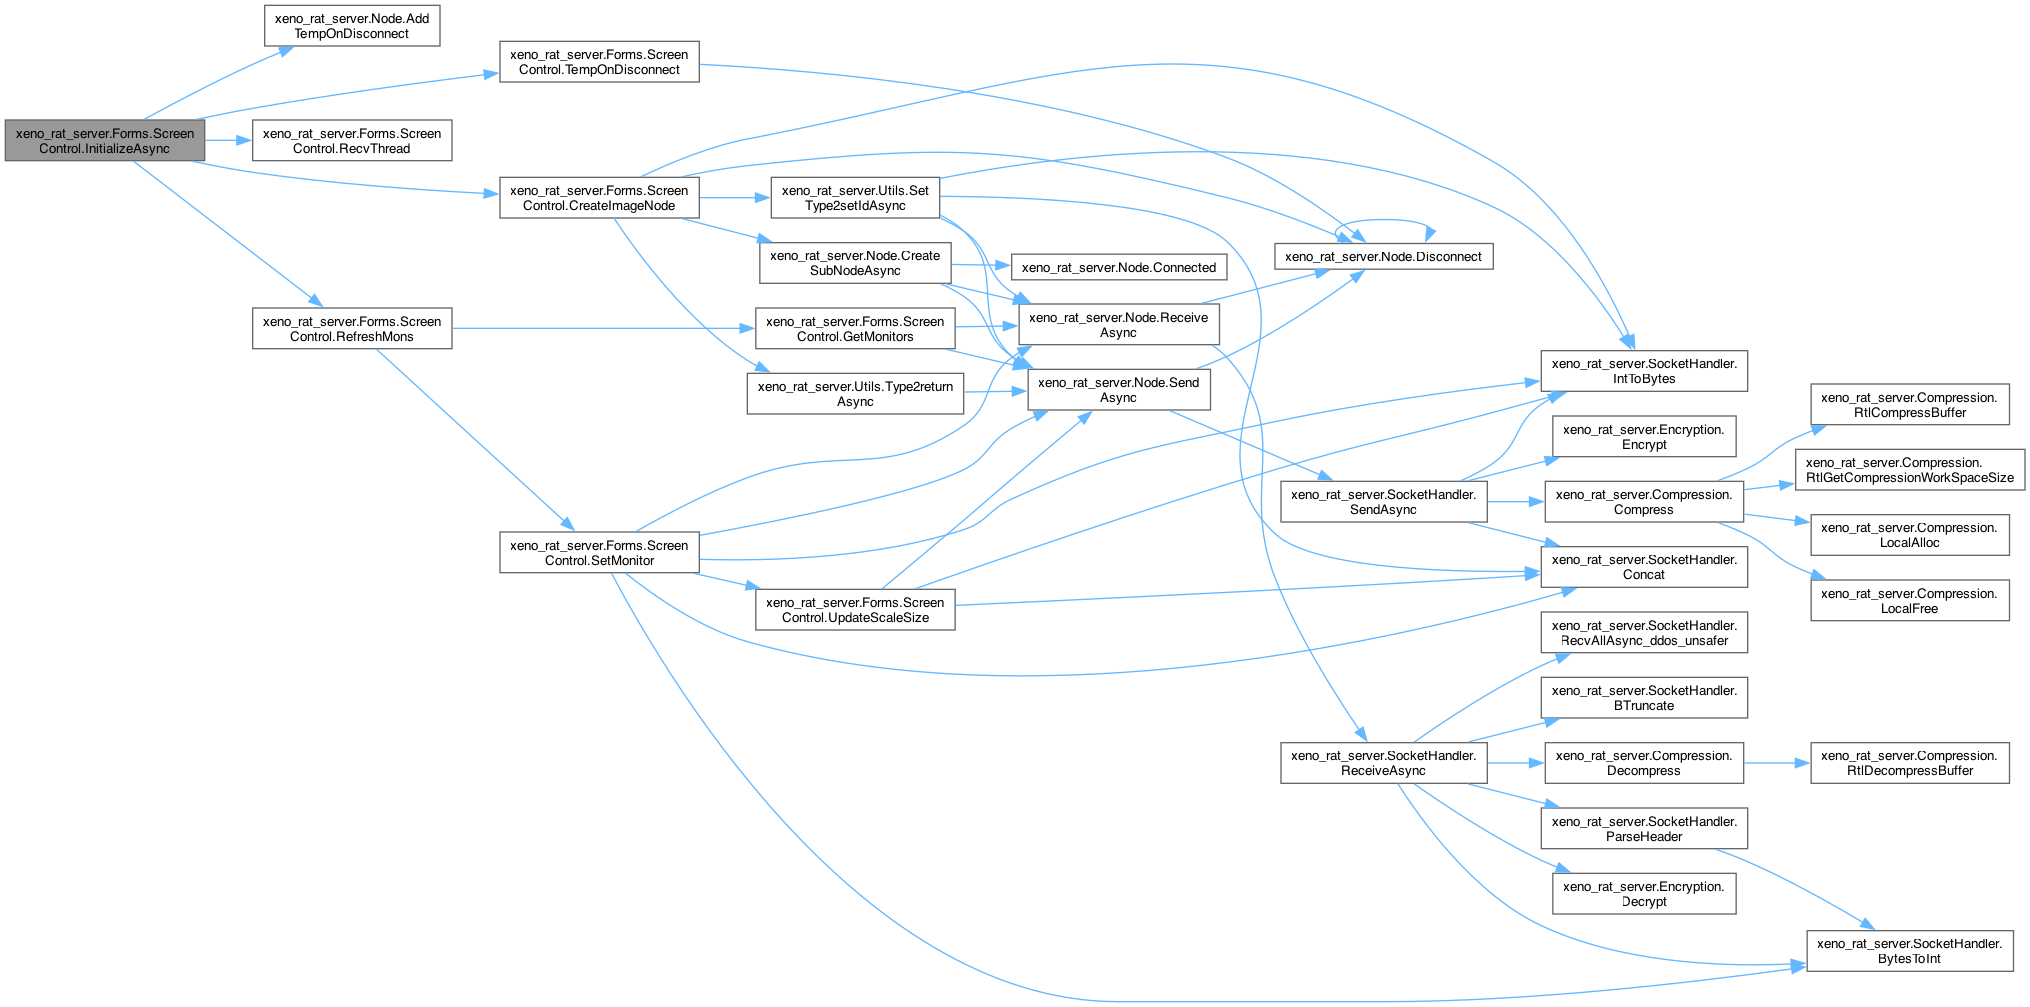 xeno_rat_server.Node.Add
TempOnDisconnect
xeno_rat_server.Forms.Screen
Control.TempOnDisconnect
xeno_rat_server.Forms.Screen
Control.InitializeAsync
xeno_rat_server.Forms.Screen
Control.RecvThread
xeno_rat_server.Forms.Screen
Control.CreateImageNode
xeno_rat_server.Utils.Set
Type2setIdAsync
xeno_rat_server.Node.Create
SubNodeAsync
xeno_rat_server.Node.Connected
xeno_rat_server.Node.Disconnect
xeno_rat_server.Forms.Screen
Control.RefreshMons
xeno_rat_server.Forms.Screen
Control.GetMonitors
xeno_rat_server.Node.Receive
Async
xeno_rat_server.Utils.Type2return
Async
xeno_rat_server.Node.Send
Async
xeno_rat_server.SocketHandler.
IntToBytes
xeno_rat_server.Compression.
RtlCompressBuffer
xeno_rat_server.Encryption.
Encrypt
xeno_rat_server.Compression.
RtlGetCompressionWorkSpaceSize
xeno_rat_server.SocketHandler.
SendAsync
xeno_rat_server.Compression.
Compress
xeno_rat_server.Compression.
LocalAlloc
xeno_rat_server.Forms.Screen
Control.SetMonitor
xeno_rat_server.SocketHandler.
Concat
xeno_rat_server.Compression.
LocalFree
xeno_rat_server.Forms.Screen
Control.UpdateScaleSize
xeno_rat_server.SocketHandler.
RecvAllAsync_ddos_unsafer
xeno_rat_server.SocketHandler.
BTruncate
xeno_rat_server.SocketHandler.
ReceiveAsync
xeno_rat_server.Compression.
Decompress
xeno_rat_server.Compression.
RtlDecompressBuffer
xeno_rat_server.SocketHandler.
ParseHeader
xeno_rat_server.Encryption.
Decrypt
xeno_rat_server.SocketHandler.
BytesToInt